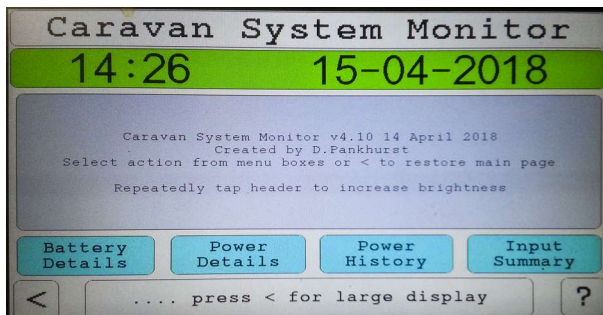 Caravan System Monitor
14:26 15-04-2018
Caravan System Monitor v4.10 14 April 2018
Created by D.Pankhurst
Select action from menu boxes or < to restore main page
Repeatedly tap header to increase brightness
Battery Details
Power Details
Power History
Input Summary
< .... press < for large display ?